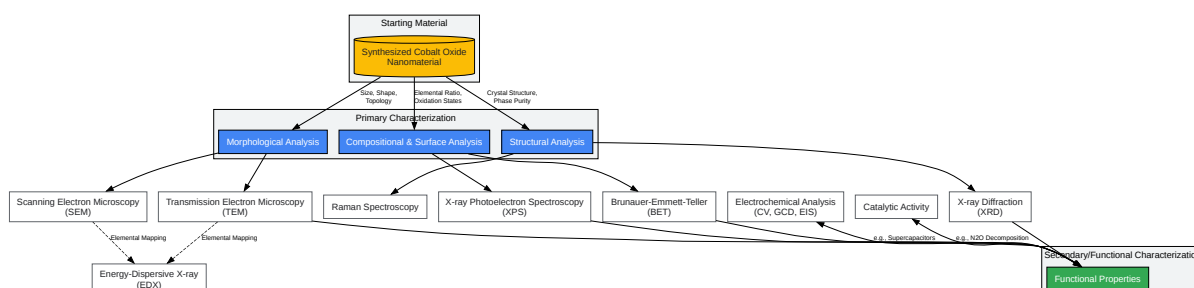 Starting Material
Synthesized Cobalt Oxide
Nanomaterial
Size, Shape,
Topology
Elemental Ratio,
Oxidation States
Crystal Structure,
Phase Purity
Primary Characterization
Morphological Analysis
Compositional & Surface Analysis
Structural Analysis
Scanning Electron Microscopy
(SEM)
Transmission Electron Microscopy
(TEM)
Raman Spectroscopy
X-ray Photoelectron Spectroscopy
(XPS)
Brunauer-Emmett-Teller
(BET)
Electrochemical Analysis
(CV, GCD, EIS)
Catalytic Activity
X-ray Diffraction
(XRD)
Elemental Mapping
Elemental Mapping
e.g., Supercapacitors
e.g., N2O Decomposition
Secondary/Functional Characterizatio
Energy-Dispersive X-ray
(EDX)
Functional Properties